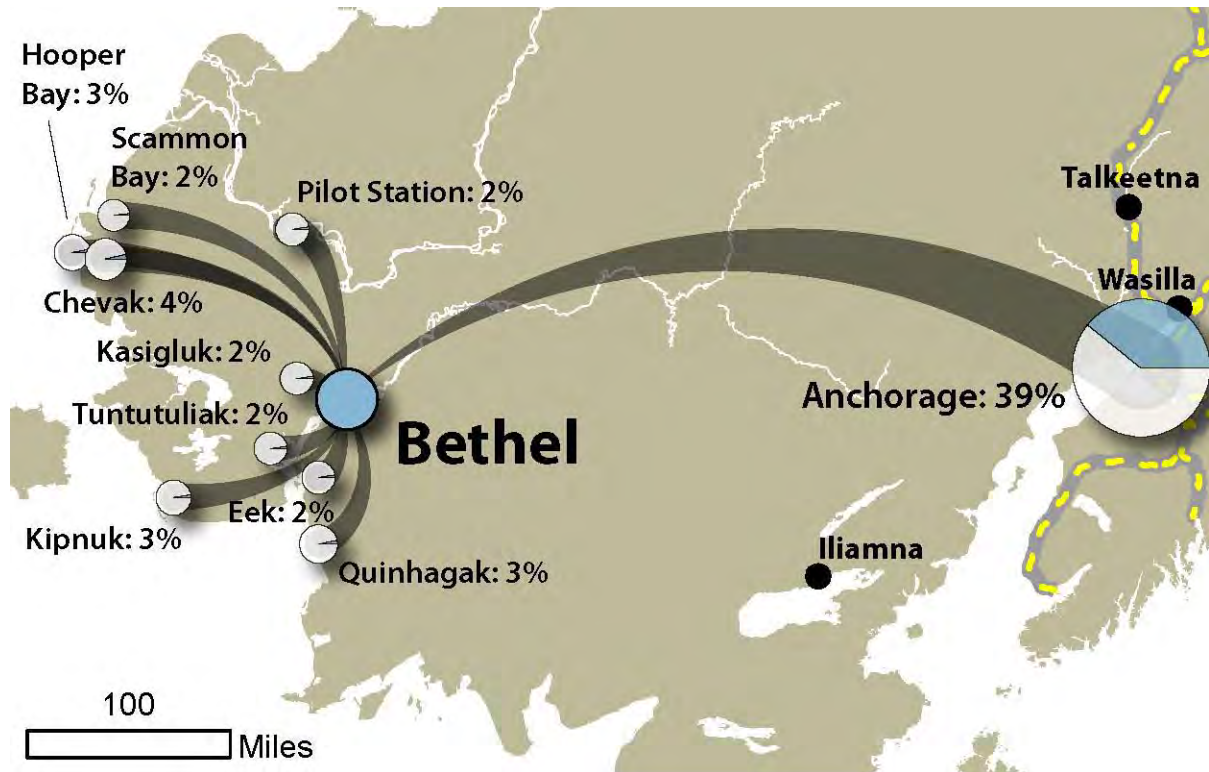 Hooper
Bay: 3%
Scammon
Bay: 2%
Pilot Station: 2%
Talkeetna
Wasilla
Chevak: 4%
Kasigluk: 2%
Anchorage: 39%
Tuntutuliak: 2%
Bethel
Eek: 2%
Kipnuk: 3%
Iliamna
Quinhagak: 3%
100
Miles